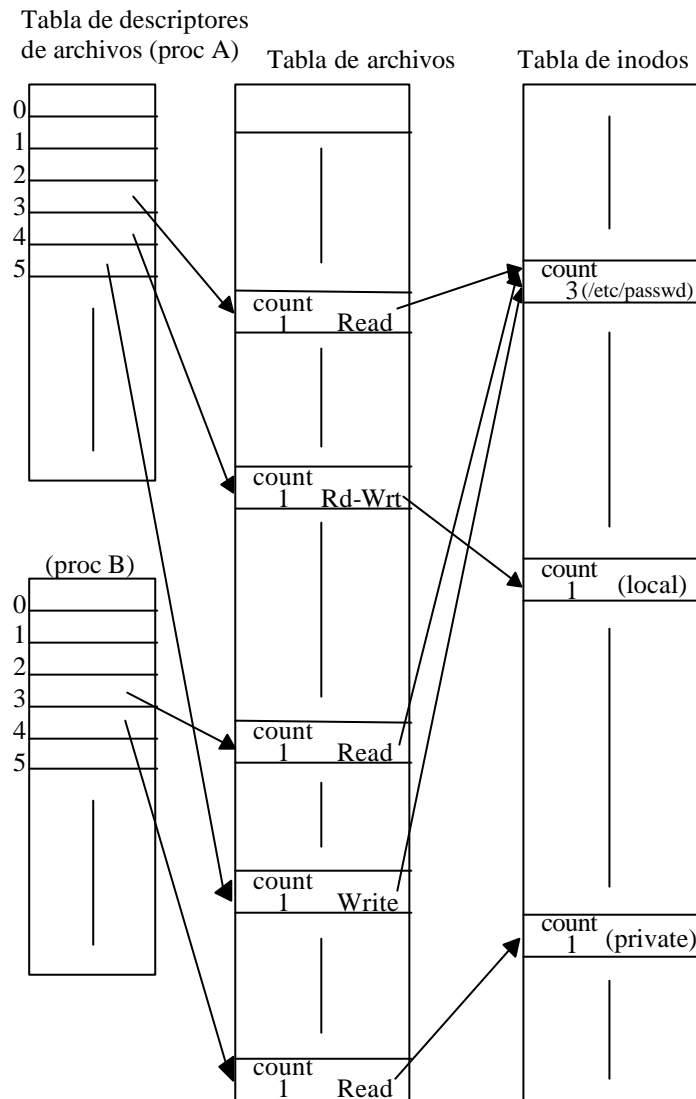 Tabla de descriptores
de archivos (proc A)
Tabla de archivos
Tabla de inodos
0
1
2
3
4
5
count
1 Read
count
3 (/etc/passwd)
count
1 Rd-Wrt
count
1 (local)
(proc B)
0
1
2
3
4
5
count
1 Read
count
1 Write
count
1 (private)
count
1 Read